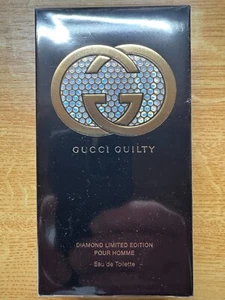 GUCCI GUILTY
DIAMOND LIMITED EDITION
POUR HOMME
Eau de Toilette